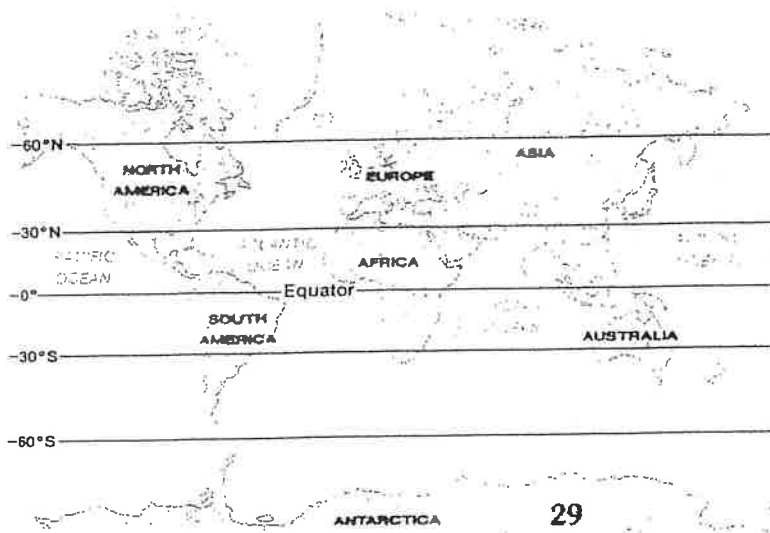 60°N
ASIA
NORTH
AMERICA
EUROPE
30°N
PACIFIC
OCEAN
ATLANTIC
OCEAN
AFRICA
0°
Equator
SOUTH
AMERICA
AUSTRALIA
30°S
60°S
ANTARCTICA
29